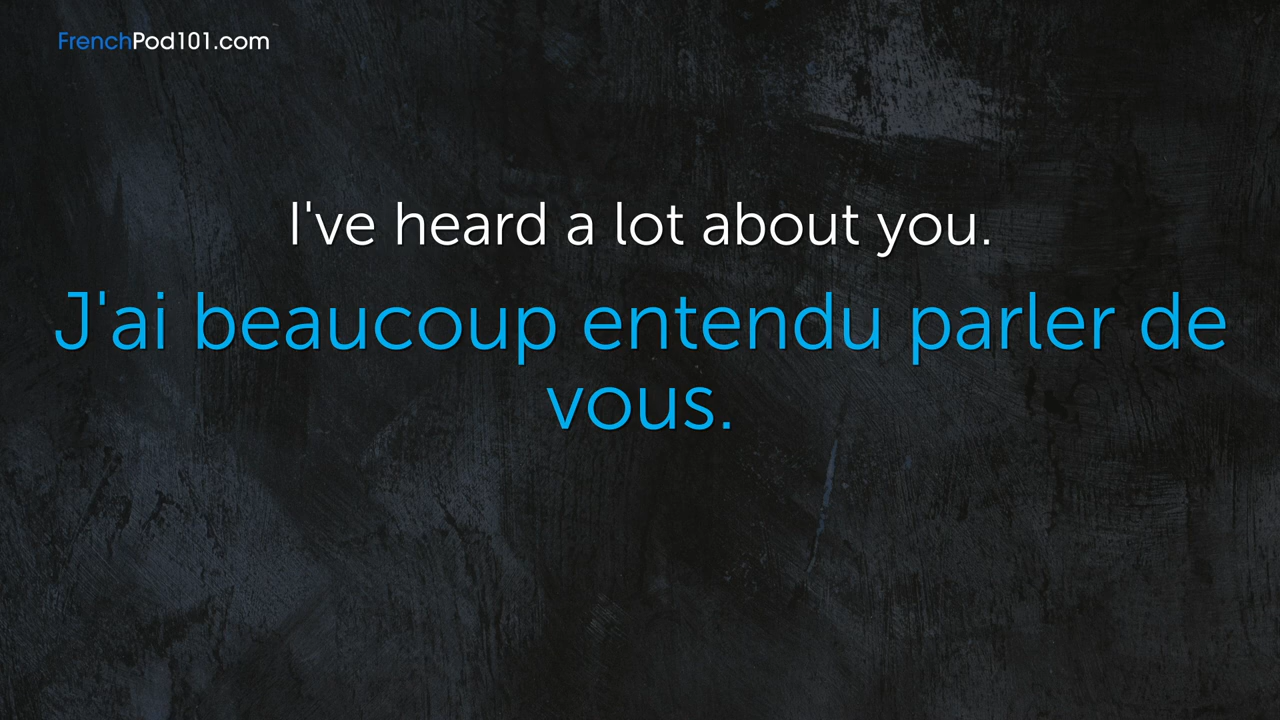 FrenchPod101.com
I've heard a lot about you.
J'ai beaucoup entendu parler de
vous.